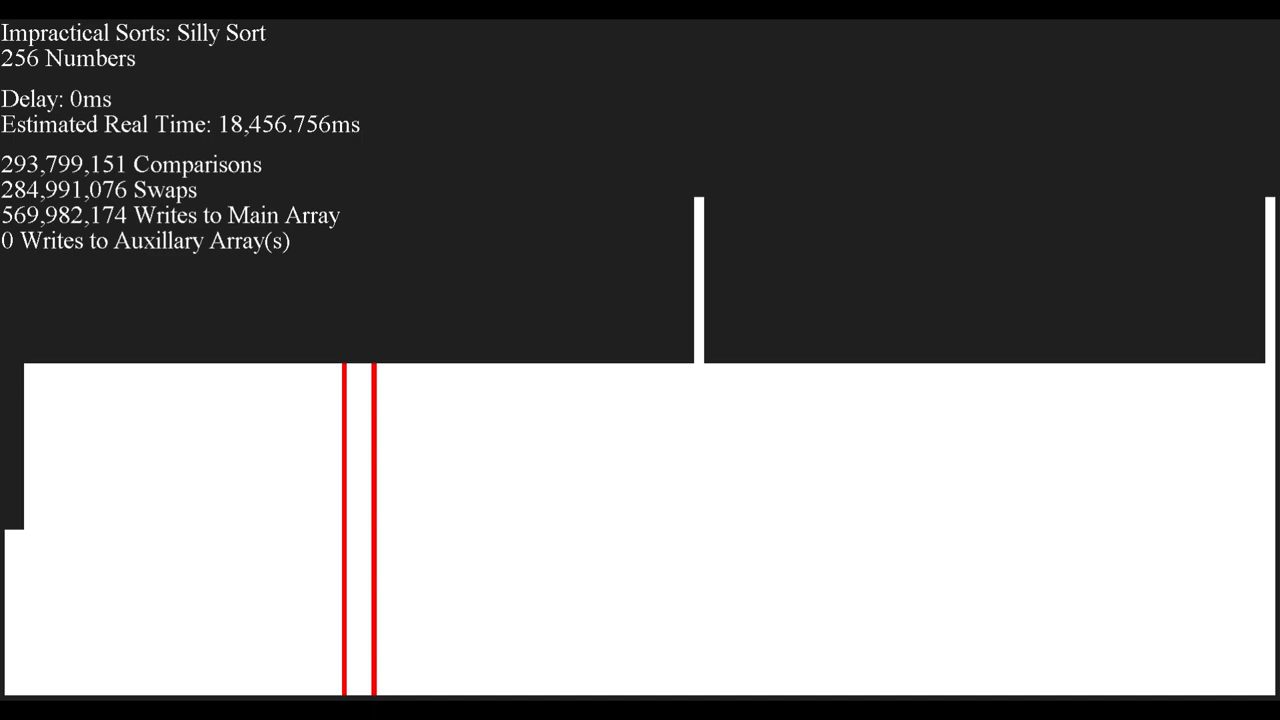 Impractical Sorts: Silly Sort
256 Numbers
Delay: 0ms
Estimated Real Time: 18,456.756ms
293,799,151 Comparisons
284,991,076 Swaps
569,982,174 Writes to Main Array
0 Writes to Auxillary Array(s)